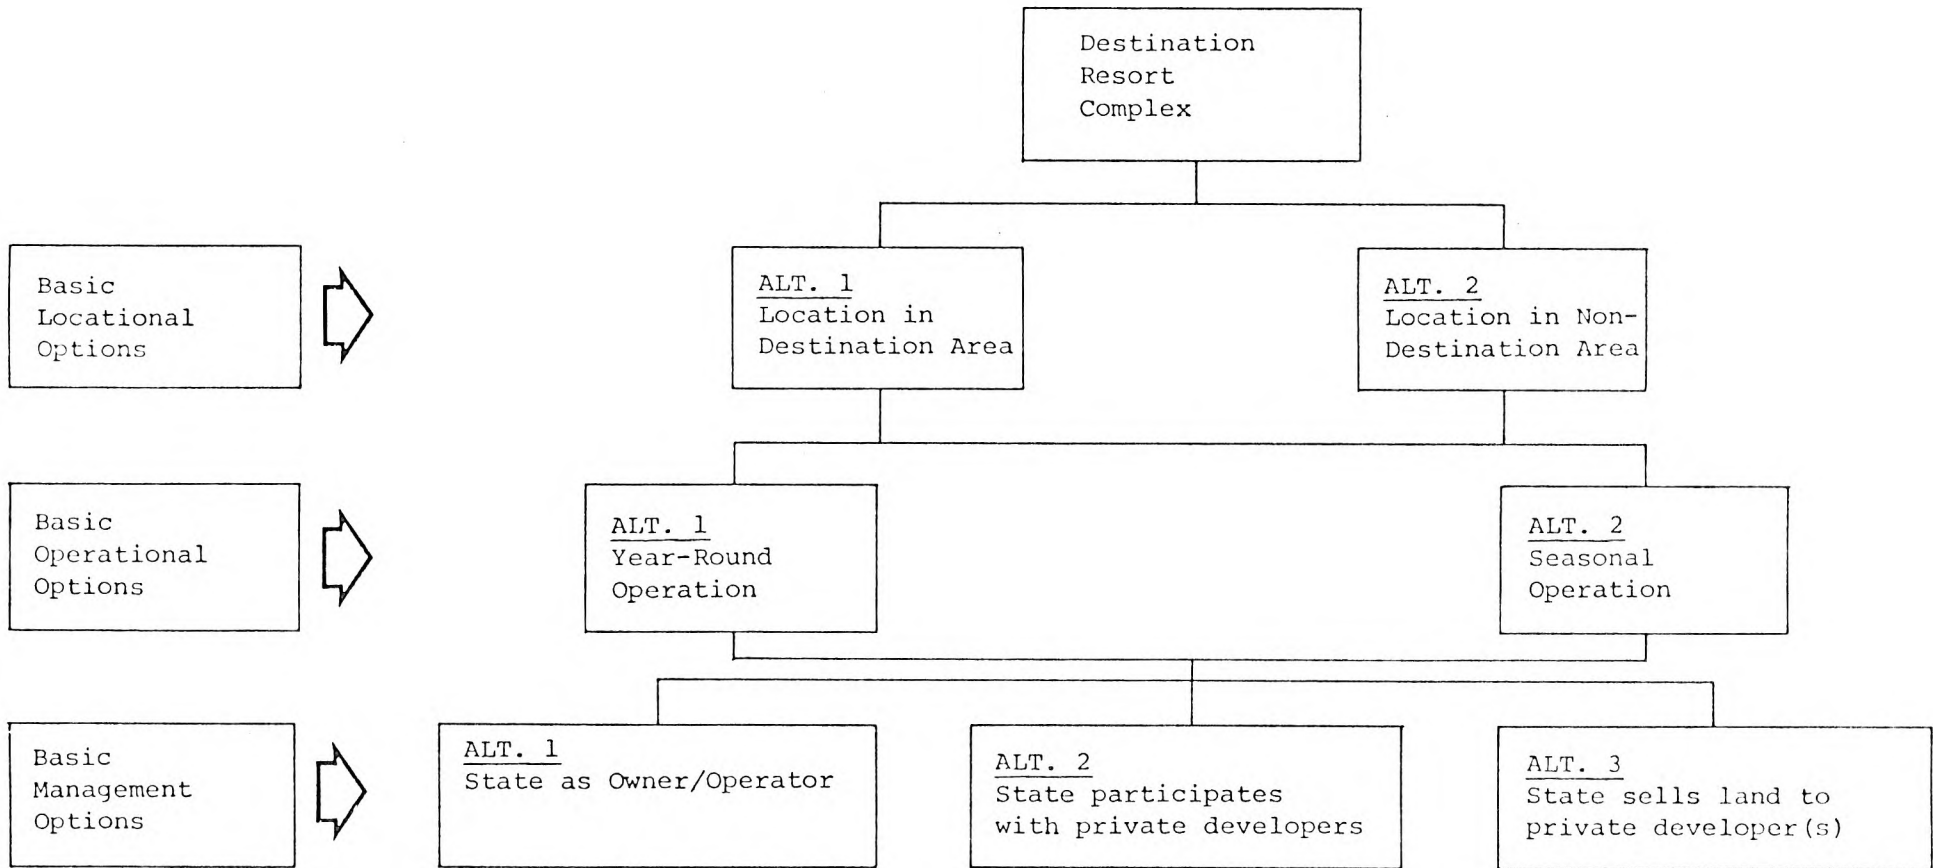 Destination
Resort
Complex
Basic
Locational
Options
ALT. 1
Location in
Destination Area
ALT. 2
Location in Non-
Destination Area
Basic
Operational
Options
ALT. 1
Year-Round
Operation
ALT. 2
Seasonal
Operation
Basic
Management
Options
ALT. 1
State as Owner/Operator
ALT. 2
State participates
with private developers
ALT. 3
State sells land to
private developer(s)